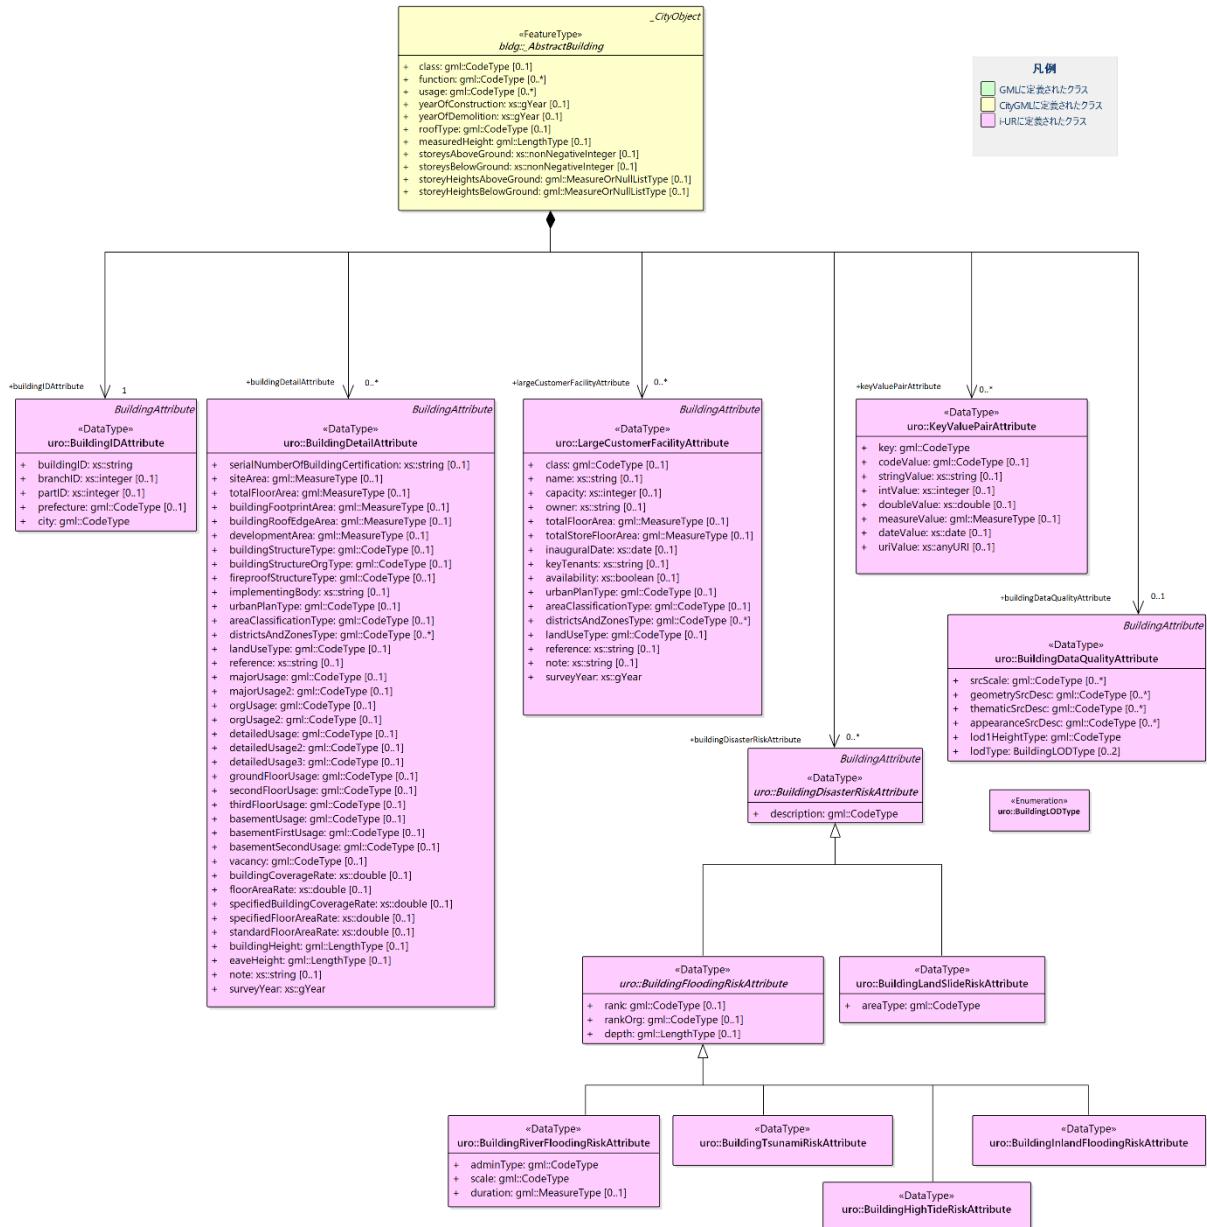 _CityObject
«FeatureType»
bldg::_AbstractBuilding
+ class: gml::CodeType [0..1]
+ function: gml::CodeType [0..*]
+ usage: gml::CodeType [0..*]
+ yearOfConstruction: xs::gYear [0..1]
+ yearOfDemolition: xs::gYear [0..1]
+ roofType: gml::CodeType [0..1]
+ measuredHeight: gml::LengthType [0..1]
+ storeysAboveGround: xs::nonNegativeInteger [0..1]
+ storeysBelowGround: xs::nonNegativeInteger [0..1]
+ storeyHeightsAboveGround: gml::MeasureOrNullListType [0..1]
+ storeyHeightsBelowGround: gml::MeasureOrNullListType [0..1]
凡例
GMLに定義されたクラス
CityGMLに定義されたクラス
i-URに定義されたクラス
+buildingIDAttribute
1
BuildingAttribute
«DataType»
uro::BuildingIDAttribute
+ buildingID: xs::string
+ branchID: xs::integer [0..1]
+ partID: xs::integer [0..1]
+ prefecture: gml::CodeType [0..1]
+ city: gml::CodeType
+buildingDetailAttribute
0..*
BuildingAttribute
«DataType»
uro::BuildingDetailAttribute
+ serialNumberOfBuildingCertification: xs::string [0..1]
+ siteArea: gml::MeasureType [0..1]
+ totalFloorArea: gml::MeasureType [0..1]
+ buildingFootprintArea: gml::MeasureType [0..1]
+ buildingRoofEdgeArea: gml::MeasureType [0..1]
+ developmentArea: gml::MeasureType [0..1]
+ buildingStructureType: gml::CodeType [0..1]
+ buildingStructureOrgType: gml::CodeType [0..1]
+ fireproofStructureType: gml::CodeType [0..1]
+ implementingBody: xs::string [0..1]
+ urbanPlanType: gml::CodeType [0..1]
+ areaClassificationType: gml::CodeType [0..1]
+ districtsAndZonesType: gml::CodeType [0..*]
+ landUseType: gml::CodeType [0..1]
+ reference: xs::string [0..1]
+ majorUsage: gml::CodeType [0..1]
+ majorUsage2: gml::CodeType [0..1]
+ orgUsage: gml::CodeType [0..1]
+ orgUsage2: gml::CodeType [0..1]
+ detailedUsage: gml::CodeType [0..1]
+ detailedUsage2: gml::CodeType [0..1]
+ detailedUsage3: gml::CodeType [0..1]
+ groundFloorUsage: gml::CodeType [0..1]
+ secondFloorUsage: gml::CodeType [0..1]
+ thirdFloorUsage: gml::CodeType [0..1]
+ basementUsage: gml::CodeType [0..1]
+ basementFirstUsage: gml::CodeType [0..1]
+ basementSecondUsage: gml::CodeType [0..1]
+ vacancy: gml::CodeType [0..1]
+ buildingCoverageRate: xs::double [0..1]
+ floorAreaRate: xs::double [0..1]
+ specifiedBuildingCoverageRate: xs::double [0..1]
+ specifiedFloorAreaRate: xs::double [0..1]
+ standardFloorAreaRate: xs::double [0..1]
+ buildingHeight: gml::LengthType [0..1]
+ eaveHeight: gml::LengthType [0..1]
+ note: xs::string [0..1]
+ surveyYear: xs::gYear
+largeCustomerFacilityAttribute
0..*
BuildingAttribute
«DataType»
uro::LargeCustomerFacilityAttribute
+ class: gml::CodeType [0..1]
+ name: xs::string [0..1]
+ capacity: xs::integer [0..1]
+ owner: xs::string [0..1]
+ totalFloorArea: gml::MeasureType [0..1]
+ totalStoreFloorArea: gml::MeasureType [0..1]
+ inauguralDate: xs::date [0..1]
+ keyTenants: xs::string [0..1]
+ availability: xs::boolean [0..1]
+ urbanPlanType: gml::CodeType [0..1]
+ areaClassificationType: gml::CodeType [0..1]
+ districtsAndZonesType: gml::CodeType [0..*]
+ landUseType: gml::CodeType [0..1]
+ reference: xs::string [0..1]
+ note: xs::string [0..1]
+ surveyYear: xs::gYear
+keyValuePairAttribute
0..*
«DataType»
uro::KeyValuePairAttribute
+ key: gml::CodeType
+ codeValue: gml::CodeType [0..1]
+ stringValue: xs::string [0..1]
+ intValue: xs::integer [0..1]
+ doubleValue: xs::double [0..1]
+ measureValue: gml::MeasureType [0..1]
+ dateValue: xs::date [0..1]
+ uriValue: xs::anyURI [0..1]
+buildingDataQualityAttribute
0..1
BuildingAttribute
«DataType»
uro::BuildingDataQualityAttribute
+ srcScale: gml::CodeType [0..*]
+ geometrySrcDesc: gml::CodeType [0..*]
+ thematicSrcDesc: gml::CodeType [0..*]
+ appearanceSrcDesc: gml::CodeType [0..*]
+ lod1HeightType: gml::CodeType
+ lodType: BuildingLODType [0..2]
«Enumeration»
uro::BuildingLODType
+buildingDisasterRiskAttribute
0..*
BuildingAttribute
«DataType»
uro::BuildingDisasterRiskAttribute
+ description: gml::CodeType
«DataType»
uro::BuildingFloodingRiskAttribute
+ rank: gml::CodeType [0..1]
+ rankOrg: gml::CodeType [0..1]
+ depth: gml::LengthType [0..1]
«DataType»
uro::BuildingLandSlideRiskAttribute
+ areaType: gml::CodeType
«DataType»
uro::BuildingRiverFloodingRiskAttribute
+ adminType: gml::CodeType
+ scale: gml::CodeType
+ duration: gml::MeasureType [0..1]
«DataType»
uro::BuildingTsunamiRiskAttribute
«DataType»
uro::BuildingInlandFloodingRiskAttribute
«DataType»
uro::BuildingHighTideRiskAttribute